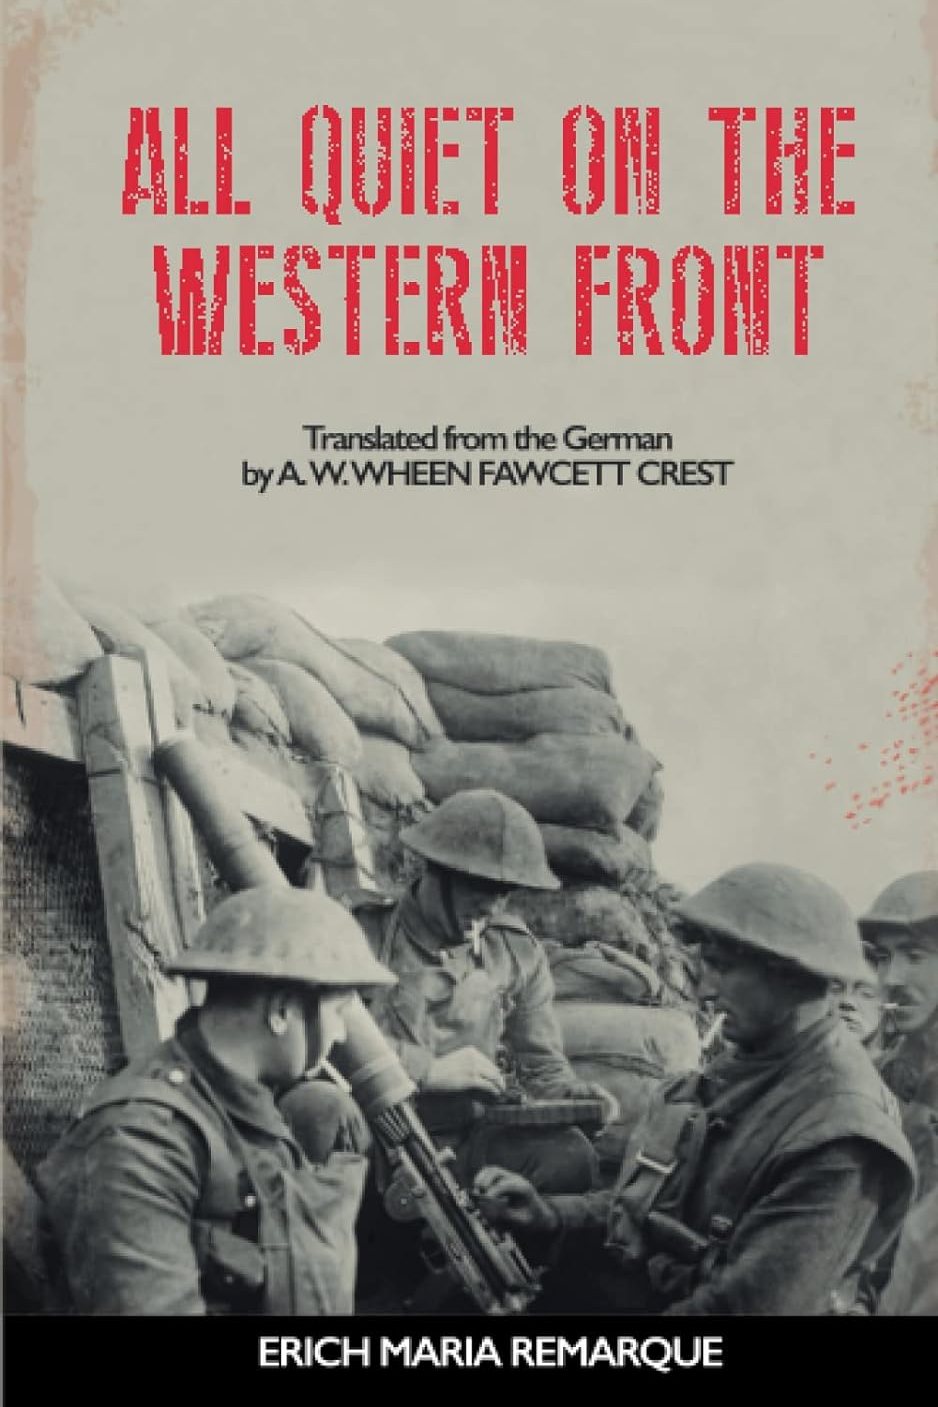 ALL QUIET ON THE
WESTERN FRONT
Translated from the German
by A. W. WHEEN FAWCETT CREST
ERICH MARIA REMARQUE